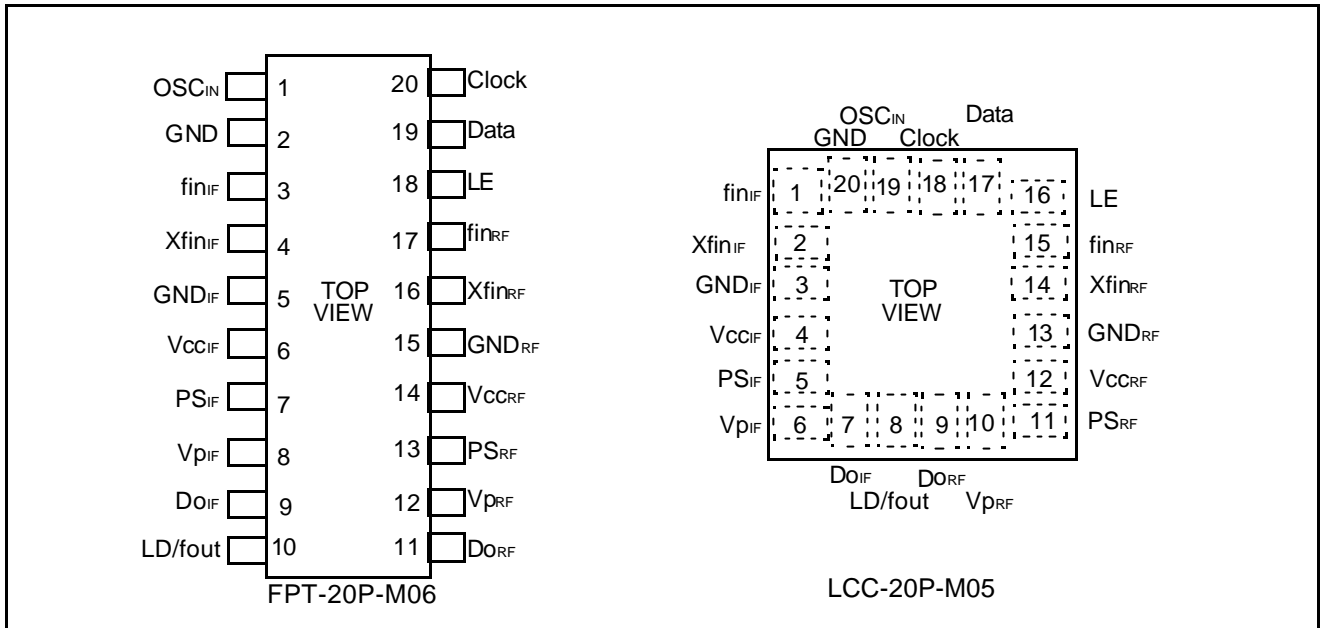 OSCIN 1 20 Clock
GND 2 19 Data
finIF 3 18 LE
XfinIF 4 17 finRF
GNDIF 5 16 XfinRF
TOP
VIEW
VccIF 6 15 GNDRF
PSIF 7 14 VccRF
VpIF 8 13 PSRF
DoIF 9 12 VpRF
LD/fout 10 11 DoRF
FPT-20P-M06
OSCIN Data
GND Clock
finIF 1 20 19 18 17 16 LE
XfinIF 2 15 finRF
GNDIF 3 14 XfinRF
TOP
VIEW
VccIF 4 13 GNDRF
PSIF 5 12 VccRF
VpIF 6 7 8 9 10 11 PSRF
DoIF DoRF
LD/fout VpRF
LCC-20P-M05